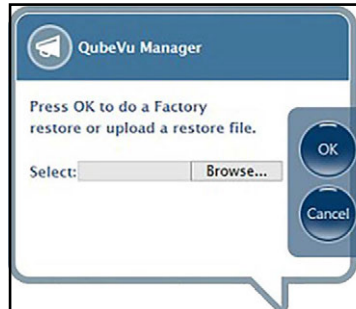 QubeVu Manager
Press OK to do a Factory
restore or upload a restore file.
Select: Browse...
OK
Cancel